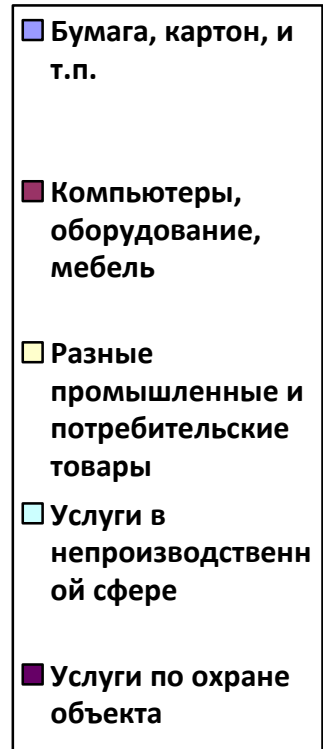 Бумага, картон, и
т.п.
Компьютеры,
оборудование,
мебель
Разные
промышленные и
потребительские
товары
Услуги в
непроизводственн
ой сфере
Услуги по охране
объекта